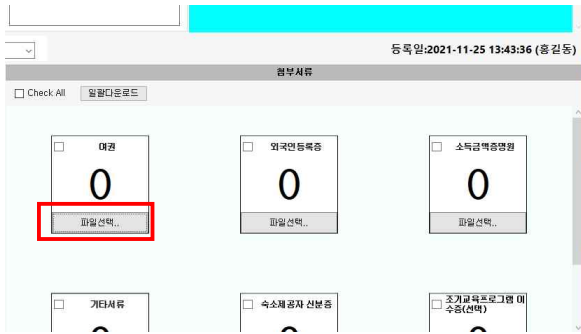 등록일:2021-11-25 13:43:36 (홍길동)
첨부서류
Check All 일괄다운로드
여권 외국인등록증 소득금액증명원
0 0 0
파일선택.. 파일선택.. 파일선택..
기타서류 숙소제공자 신분증 조기교육프로그램 이
수증(선택)